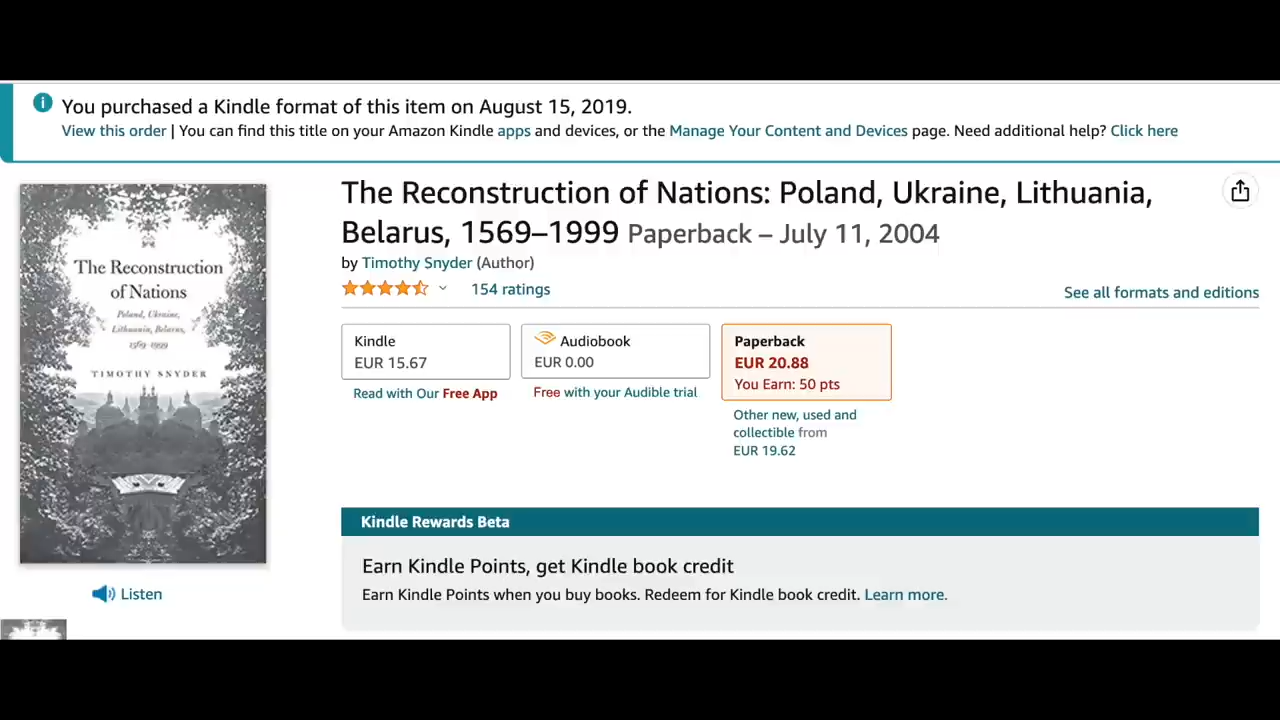 You purchased a Kindle format of this item on August 15, 2019.
View this order | You can find this title on your Amazon Kindle apps and devices, or the Manage Your Content and Devices page. Need additional help? Click here
The Reconstruction of Nations: Poland, Ukraine, Lithuania,
Belarus, 1569–1999 Paperback – July 11, 2004
by Timothy Snyder (Author)
154 ratings
See all formats and editions
The Reconstruction
of Nations
Poland, Ukraine,
Lithuania, Belarus,
1569–1999
TIMOTHY SNYDER
Listen
Kindle
EUR 15.67
Read with Our Free App
Audiobook
EUR 0.00
Free with your Audible trial
Paperback
EUR 20.88
You Earn: 50 pts
Other new, used and
collectible from
EUR 19.62
Kindle Rewards Beta
Earn Kindle Points, get Kindle book credit
Earn Kindle Points when you buy books. Redeem for Kindle book credit. Learn more.